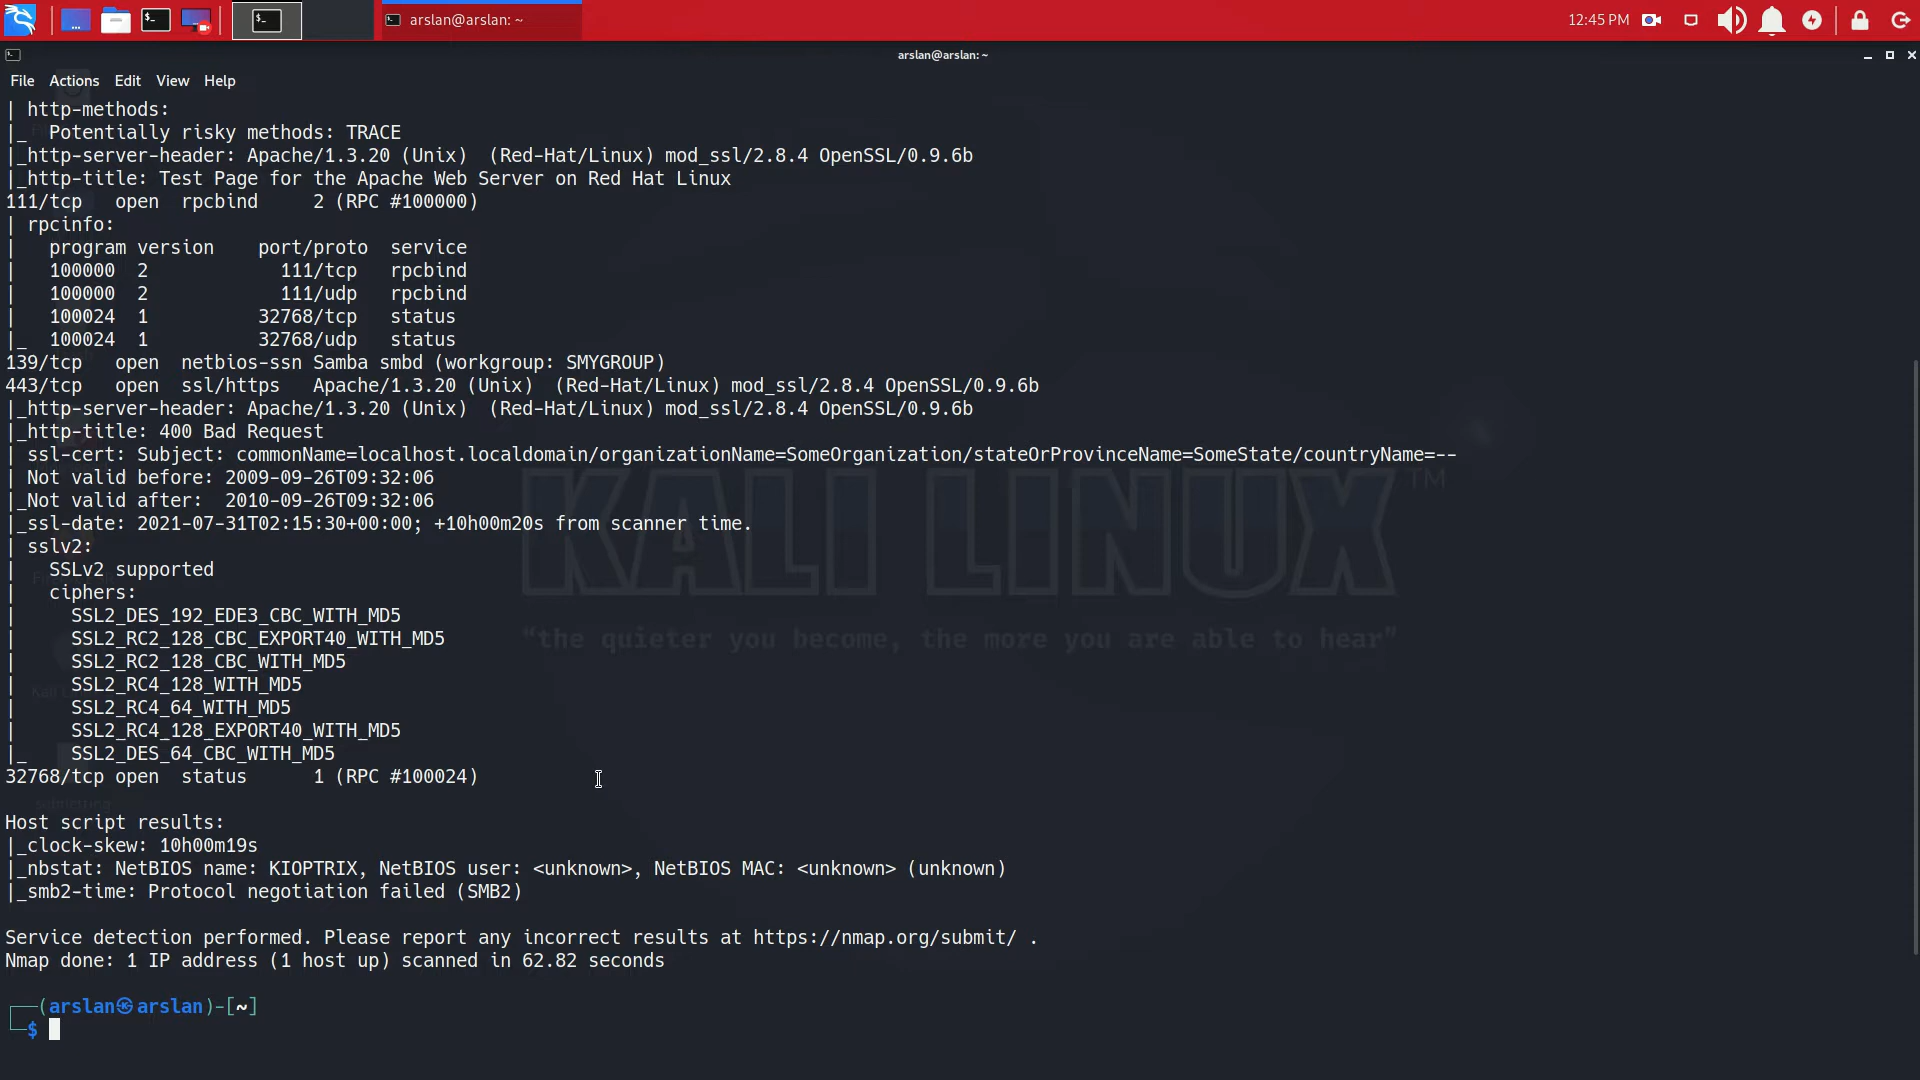 arslan@arslan: ~
12:45 PM
arslan@arslan: ~
File Actions Edit View Help
| http-methods:
|_  Potentially risky methods: TRACE
|_http-server-header: Apache/1.3.20 (Unix)  (Red-Hat/Linux) mod_ssl/2.8.4 OpenSSL/0.9.6b
|_http-title: Test Page for the Apache Web Server on Red Hat Linux
111/tcp   open  rpcbind     2 (RPC #100000)
| rpcinfo:
|   program version    port/proto  service
|   100000  2            111/tcp   rpcbind
|   100000  2            111/udp   rpcbind
|   100024  1          32768/tcp   status
|_  100024  1          32768/udp   status
139/tcp   open  netbios-ssn Samba smbd (workgroup: SMYGROUP)
443/tcp   open  ssl/https   Apache/1.3.20 (Unix)  (Red-Hat/Linux) mod_ssl/2.8.4 OpenSSL/0.9.6b
|_http-server-header: Apache/1.3.20 (Unix)  (Red-Hat/Linux) mod_ssl/2.8.4 OpenSSL/0.9.6b
|_http-title: 400 Bad Request
| ssl-cert: Subject: commonName=localhost.localdomain/organizationName=SomeOrganization/stateOrProvinceName=SomeState/countryName=--
| Not valid before: 2009-09-26T09:32:06
|_Not valid after:  2010-09-26T09:32:06
|_ssl-date: 2021-07-31T02:15:30+00:00; +10h00m20s from scanner time.
| sslv2:
|   SSLv2 supported
|   ciphers:
|     SSL2_DES_192_EDE3_CBC_WITH_MD5
|     SSL2_RC2_128_CBC_EXPORT40_WITH_MD5
|     SSL2_RC2_128_CBC_WITH_MD5
|     SSL2_RC4_128_WITH_MD5
|     SSL2_RC4_64_WITH_MD5
|     SSL2_RC4_128_EXPORT40_WITH_MD5
|_    SSL2_DES_64_CBC_WITH_MD5
32768/tcp open  status      1 (RPC #100024)
Host script results:
|_clock-skew: 10h00m19s
|_nbstat: NetBIOS name: KIOPTRIX, NetBIOS user: <unknown>, NetBIOS MAC: <unknown> (unknown)
|_smb2-time: Protocol negotiation failed (SMB2)
Service detection performed. Please report any incorrect results at https://nmap.org/submit/ .
Nmap done: 1 IP address (1 host up) scanned in 62.82 seconds
┌──(arslan㉿arslan)-[~]
└─$
KALI LINUX™
“the quieter you become, the more you are able to hear”